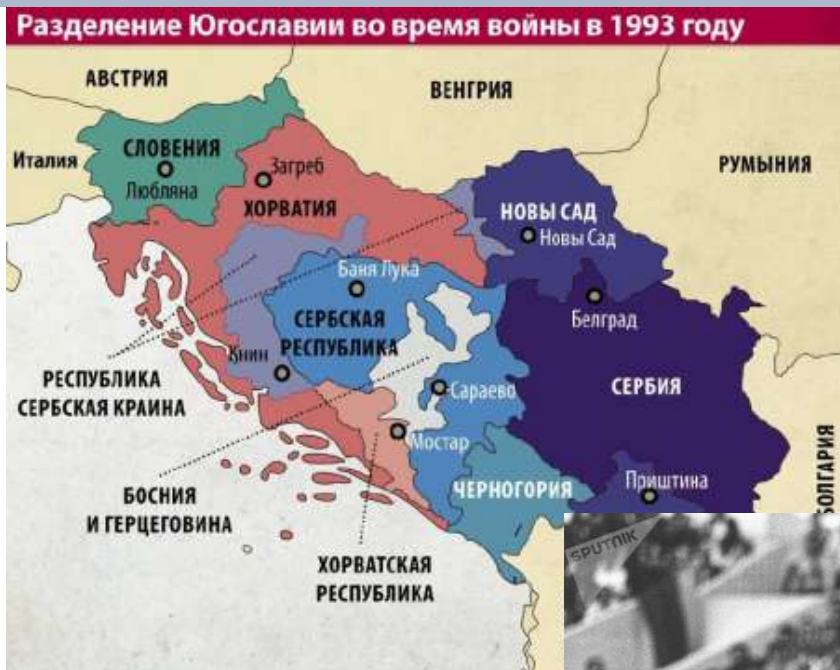 Разделение Югославии во время войны в 1993 году
АВСТРИЯ
ВЕНГРИЯ
Италия
СЛОВЕНИЯ
Любляна
Загреб
РУМЫНИЯ
ХОРВАТИЯ
НОВЫ САД
Новы Сад
Баня Лука
Белград
СЕРБСКАЯ
РЕСПУБЛИКА
Книн
РЕСПУБЛИКА
СЕРБСКАЯ КРАИНА
Сараево
СЕРБИЯ
Мостар
БОЛГАРИЯ
ЧЕРНОГОРИЯ
Приштина
БОСНИЯ
И ГЕРЦЕГОВИНА
ХОРВАТСКАЯ
РЕСПУБЛИКА
SPUTNIK